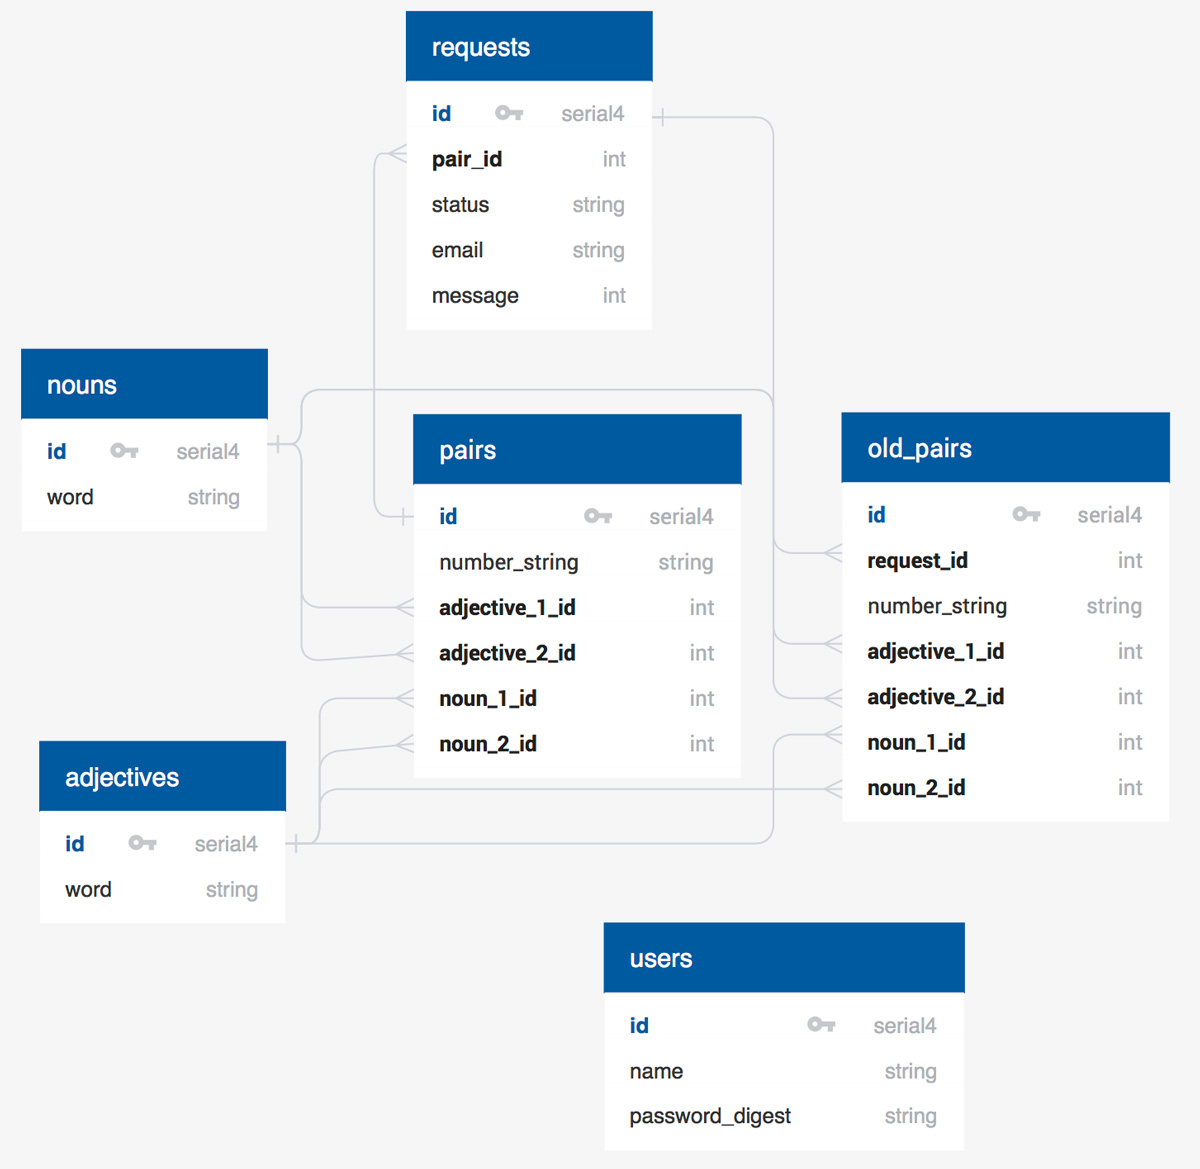 requests
id serial4
pair_id int
status string
email string
message int
nouns
id serial4
word string
pairs
id serial4
number_string string
adjective_1_id int
adjective_2_id int
noun_1_id int
noun_2_id int
old_pairs
id serial4
request_id int
number_string string
adjective_1_id int
adjective_2_id int
noun_1_id int
noun_2_id int
adjectives
id serial4
word string
users
id serial4
name string
password_digest string